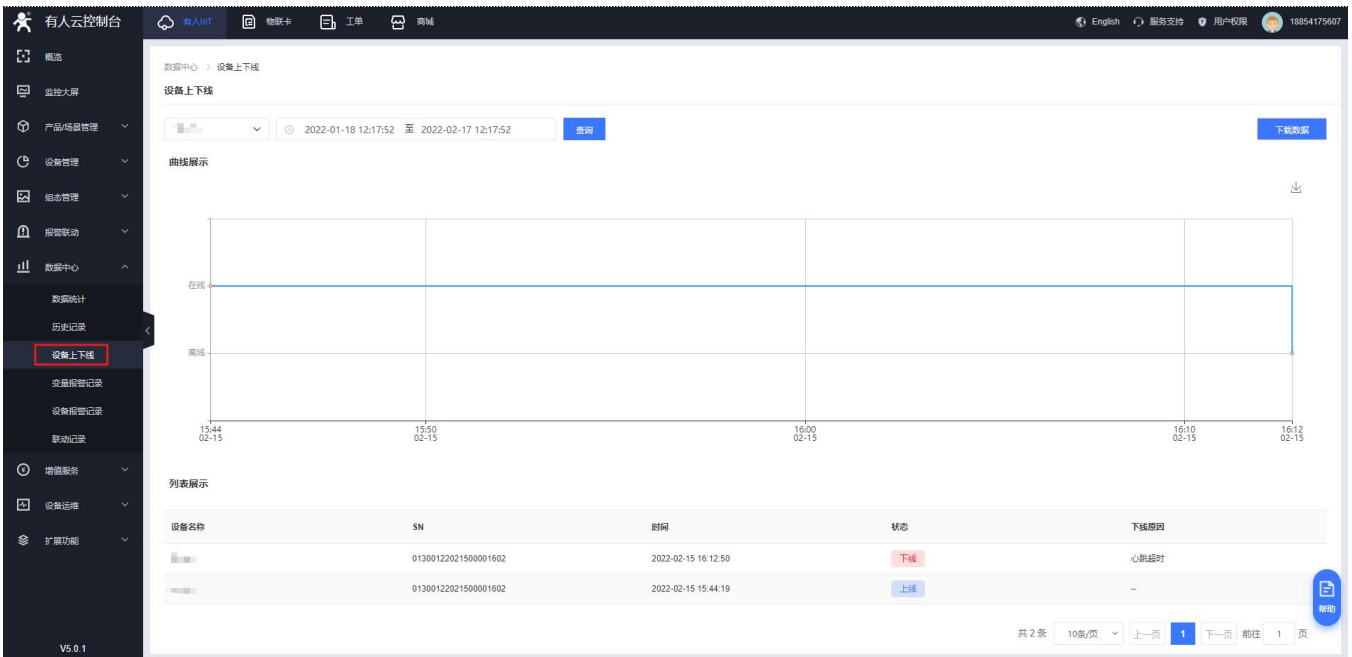 有人云控制台 有人IoT 物联卡 工单 商城 English 服务支持 用户权限 18854175607
概览
监控大屏
产品/场景管理
设备管理
组态管理
报警联动
数据中心
数据统计
历史记录
设备上下线
变量报警记录
设备报警记录
联动记录
增值服务
设备运维
扩展功能
V5.0.1
数据中心 > 设备上下线
设备上下线
2022-01-18 12:17:52 至 2022-02-17 12:17:52 查询 下载数据
曲线展示
在线
离线
15:44 15:50 16:00 16:10 16:12
02-15 02-15 02-15 02-15 02-15
列表展示
设备名称 SN 时间 状态 下线原因
01300122021500001602 2022-02-15 16:12:50 下线 心跳超时
01300122021500001602 2022-02-15 15:44:19 上线 --
共 2 条 10条/页 上一页 1 下一页 前往 1 页
帮助